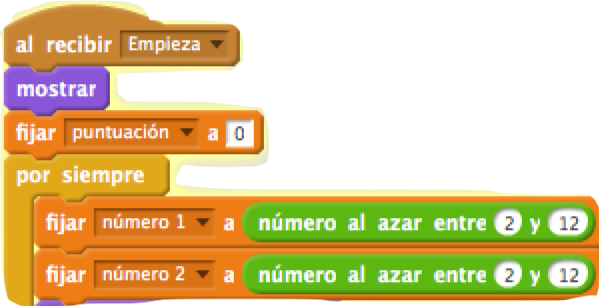 al recibir Empieza
mostrar
fijar puntuación a 0
por siempre
fijar número 1 a número al azar entre 2 y 12
fijar número 2 a número al azar entre 2 y 12